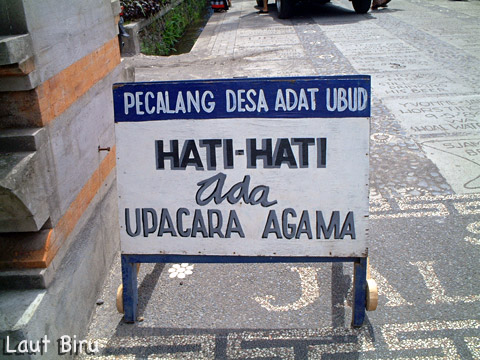 PECALANG DESA ADAT UBUD
HATI-HATI
Ada
UPACARA AGAMA
Laut Biru